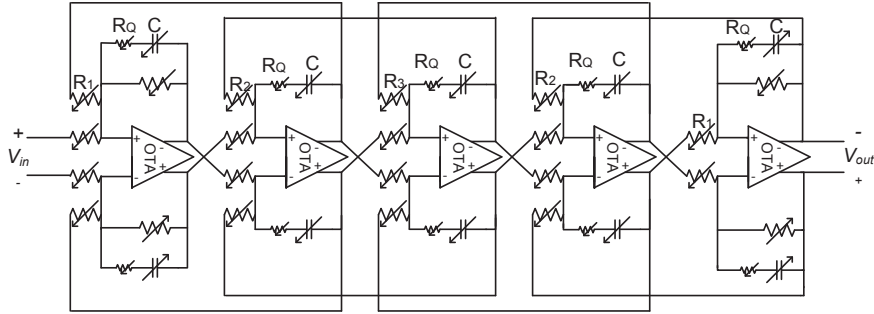 RQ C
RQ C
RQ C
RQ C
RQ C
R1
R2
R3
R2
R1
+
Vin
-
+
-
OTA
-
+
+
-
OTA
-
+
+
-
OTA
-
+
+
-
OTA
-
+
+
-
OTA
-
+
-
Vout
+